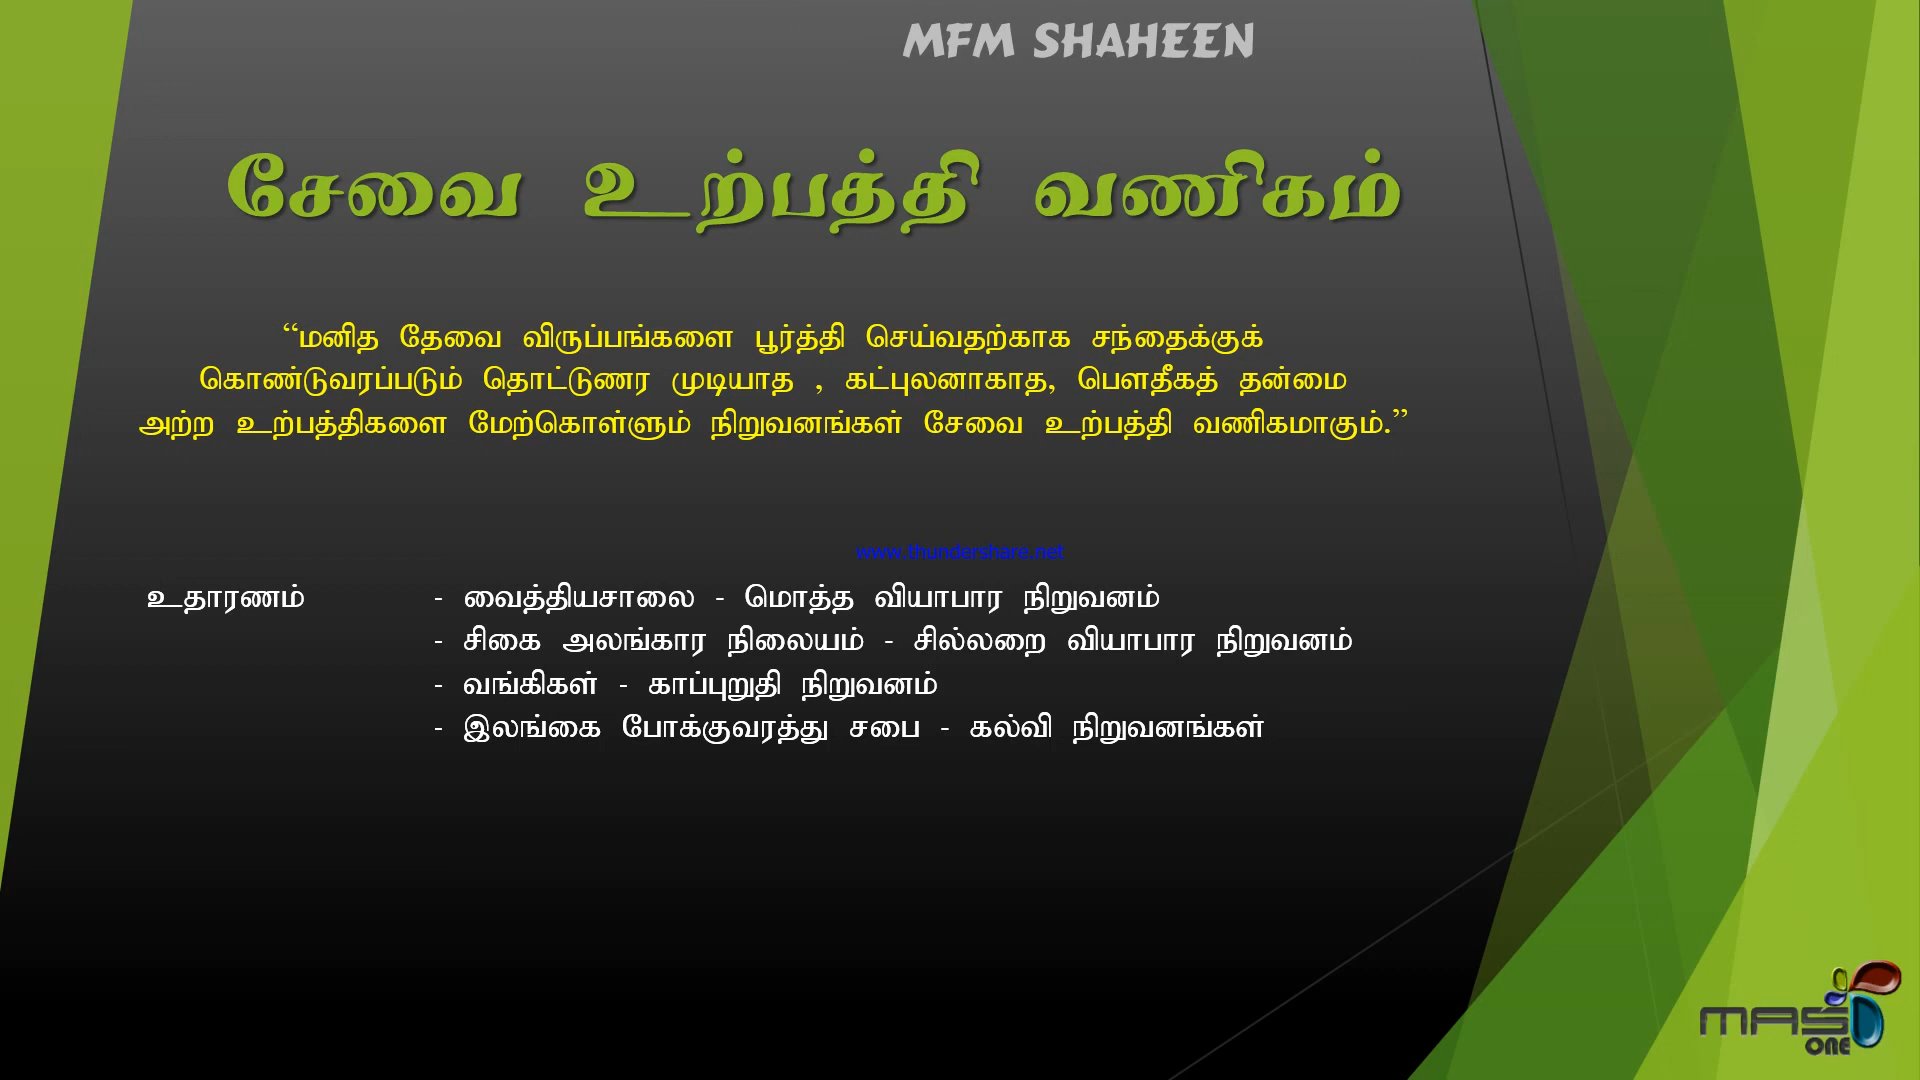 MFM SHAHEEN
சேவை உற்பத்தி வணிகம்
“மனித தேவை விருப்பங்களை பூர்த்தி செய்வதற்காக சந்தைக்குக்
கொண்டுவரப்படும் தொட்டுணர முடியாத , கட்புலனாகாத, பௌதீகத் தன்மை
அற்ற உற்பத்திகளை மேற்கொள்ளும் நிறுவனங்கள் சேவை உற்பத்தி வணிகமாகும்.”
www.thundershare.net
உதாரணம் - வைத்தியசாலை - மொத்த வியாபார நிறுவனம்
- சிகை அலங்கார நிலையம் - சில்லறை வியாபார நிறுவனம்
- வங்கிகள் - காப்புறுதி நிறுவனம்
- இலங்கை போக்குவரத்து சபை - கல்வி நிறுவனங்கள்
MAS
ONE